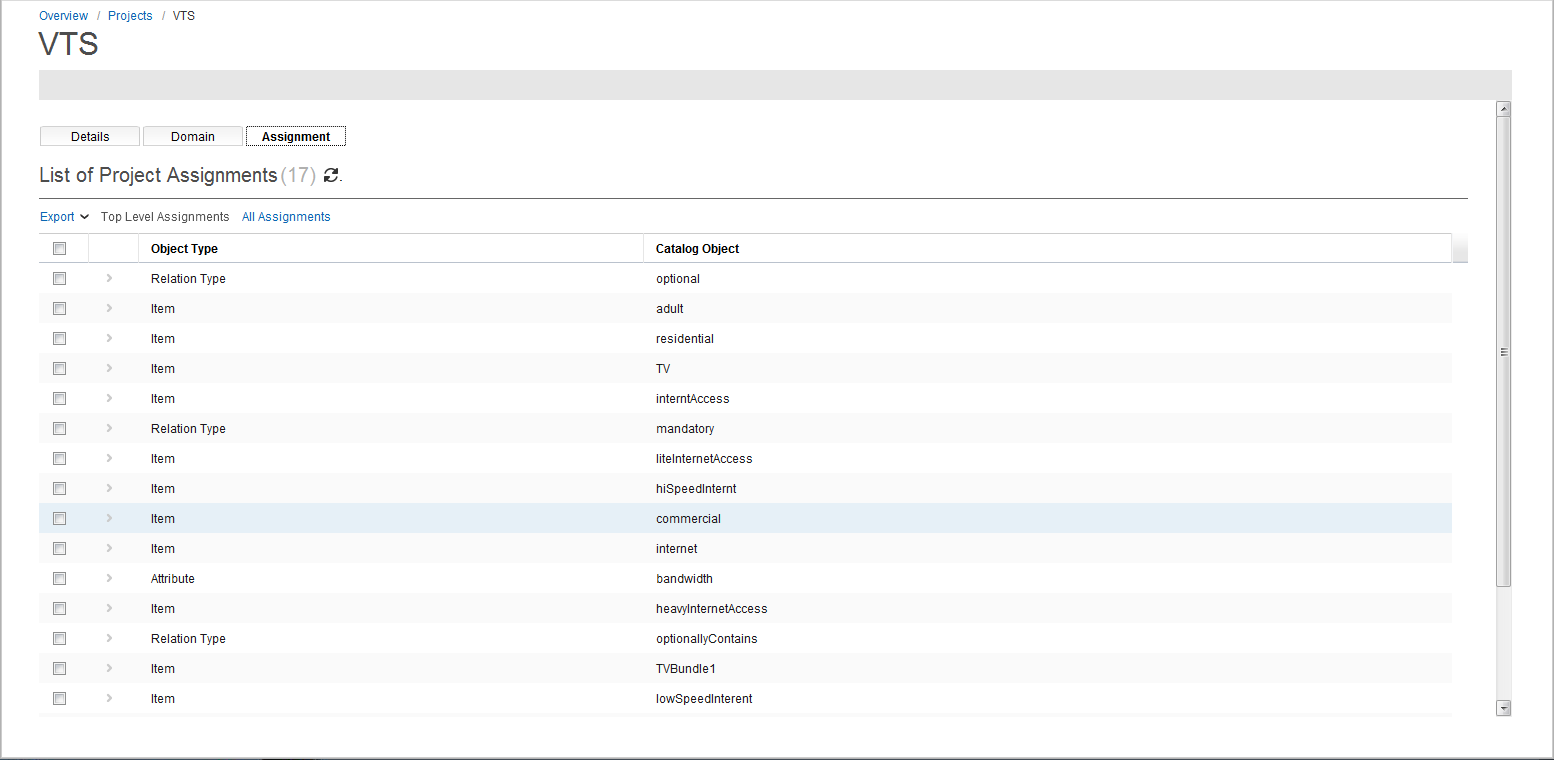 Overview / Projects / VTS
VTS
Details Domain Assignment
List of Project Assignments (17)
Export Top Level Assignments All Assignments
Object Type Catalog Object
Relation Type optional
Item adult
Item residential
Item TV
Item interntAccess
Relation Type mandatory
Item liteInternetAccess
Item hiSpeedInternt
Item commercial
Item internet
Attribute bandwidth
Item heavyInternetAccess
Relation Type optionallyContains
Item TVBundle1
Item lowSpeedInterent